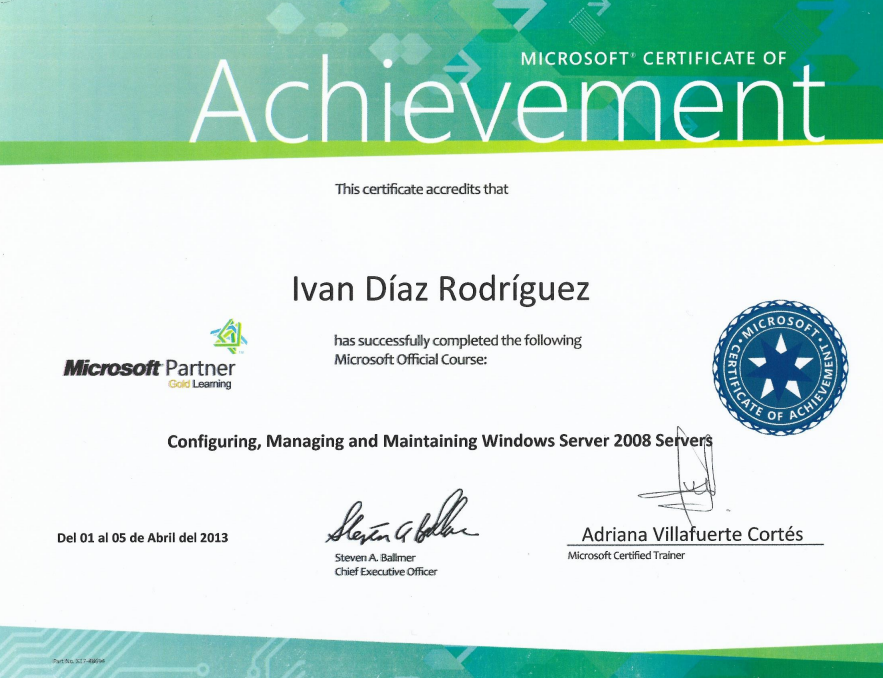 MICROSOFT® CERTIFICATE OF
Achievement
This certificate accredits that
Ivan Díaz Rodríguez
has successfully completed the following
Microsoft Official Course:
Microsoft Partner
Gold Learning
MICROSOFT • CERTIFICATE OF ACHIEVEMENT •
Configuring, Managing and Maintaining Windows Server 2008 Servers
Del 01 al 05 de Abril del 2013
Steven A. Ballmer
Steven A. Ballmer
Chief Executive Officer
Adriana Villafuerte Cortés
Microsoft Certified Trainer
Part No.